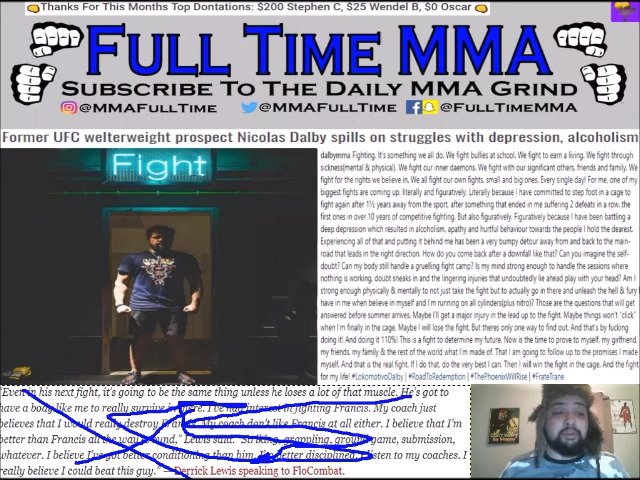 Thanks For This Months Top Dontations: $200 Stephen C, $25 Wendel B, $0 Oscar
FULL TIME MMA
SUBSCRIBE TO THE DAILY MMA GRIND
@MMAFULLTIME @MMAFULLTIME @FULLTIMEMMA
Former UFC welterweight prospect Nicolas Dalby spills on struggles with depression, alcoholism
Fight
dalbymma Fighting. It's something we all do. We fight bullies at school. We fight to earn a living. We fight through
sickness(mental & physical). We fight our inner daemons. We fight with our significant others. friends and family. We
fight for the rights we believe in. We all fight our own fights, small and big ones. Every single day! For me, one of my
biggest fights are coming up, literally and figuratively. Literally because I have committed to step foot in a cage to
fight again after 1½ years away from the sport. after something that ended in me suffering 2 defeats in a row, the
first ones in over 10 years of competitive fighting. But also figuratively. Figuratively because I have been battling a
deep depression which resulted in alcoholism, apathy and hurtful behaviour towards the people I hold the dearest.
Experiencing all of that and putting it behind me has been a very bumpy detour away from and back to the main-
road that leads in the right direction. How do you come back after a downfall like that? Can you imagine the self-
doubt? Can my body still handle a gruelling fight camp? Is my mind strong enough to handle the sessions where
nothing is working, doubt sneaks in and the lingering injuries that undoubtedly lie ahead play with your head? Am I
strong enough physically & mentally to not just take the fight but to actually go in there and unleash the hell & fury
have in me when believe in myself and I'm running on all cylinders(plus nitro)? Those are the questions that will get
answered before summer arrives. Maybe I'll get a major injury in the lead up to the fight. Maybe things won't "click"
when I'm finally in the cage. Maybe I will lose the fight. But theres only one way to find out. And that's by fucking
doing it! And doing it 110%! This is a fight to determine my future. Now is the time to prove to myself, my girlfriend,
my friends, my family & the rest of the world what I'm made of. That I am going to follow up to the promises I made
myself. And that is the real fight. If I do that, do the very best I can. Then I will win the fight in the cage. And the fight
for my life! #LokomotivoDalby | #RoadToRedemption | #ThePhoenixWillRise | #FrateTrane
"Even in his next fight, it's going to be the same thing unless he loses a lot of that muscle. He's got to
have a body like me to really survive in there. I've had interest in fighting Francis. My coach just
believes that I would really destroy Francis. My coach don't like Francis at all either. I believe that I'm
better than Francis all the way around," Lewis said. "Striking, grappling, ground game, submission,
whatever. I believe I've got better conditioning than him. I'm better disciplined. I listen to my coaches. I
really believe I could beat this guy." — Derrick Lewis speaking to FloCombat.